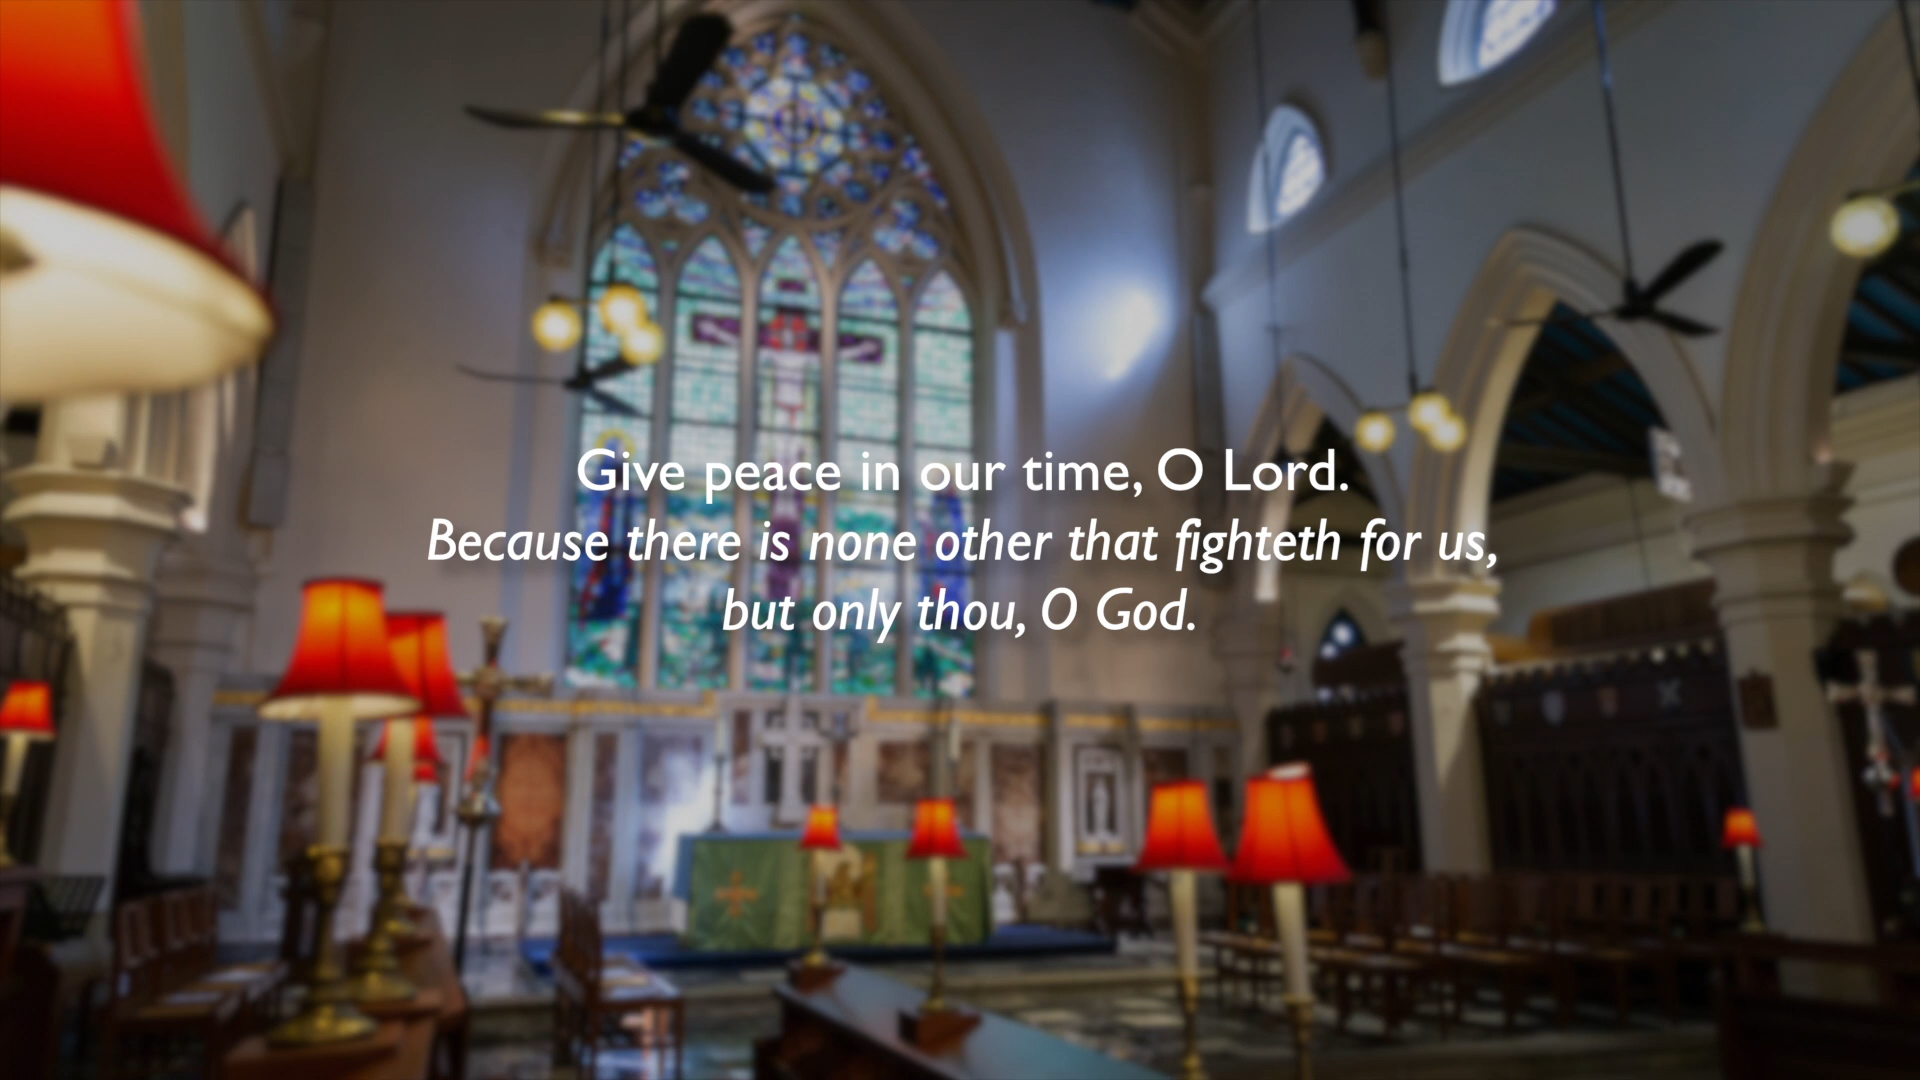 Give peace in our time, O Lord.
Because there is none other that fighteth for us,
but only thou, O God.